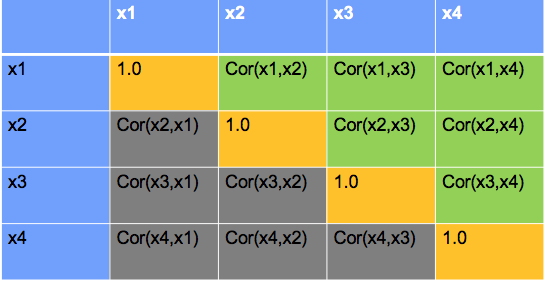 x1 x2 x3 x4
x1 1.0 Cor(x1,x2) Cor(x1,x3) Cor(x1,x4)
x2 Cor(x2,x1) 1.0 Cor(x2,x3) Cor(x2,x4)
x3 Cor(x3,x1) Cor(x3,x2) 1.0 Cor(x3,x4)
x4 Cor(x4,x1) Cor(x4,x2) Cor(x4,x3) 1.0